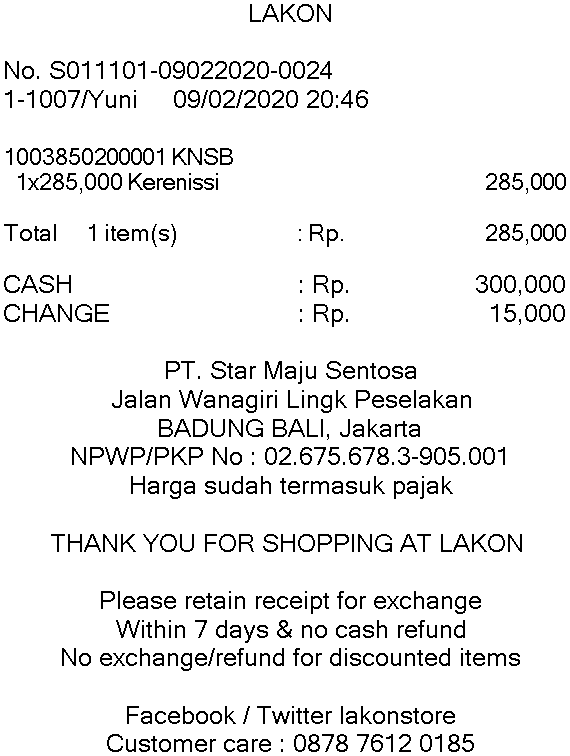 LAKON
No. S011101-09022020-0024
1-1007/Yuni 09/02/2020 20:46
1003850200001 KNSB
1x285,000 Kerenissi 285,000
Total 1 item(s) : Rp. 285,000
CASH : Rp. 300,000
CHANGE : Rp. 15,000
PT. Star Maju Sentosa
Jalan Wanagiri Lingk Peselakan
BADUNG BALI, Jakarta
NPWP/PKP No : 02.675.678.3-905.001
Harga sudah termasuk pajak
THANK YOU FOR SHOPPING AT LAKON
Please retain receipt for exchange
Within 7 days & no cash refund
No exchange/refund for discounted items
Facebook / Twitter lakonstore
Customer care : 0878 7612 0185